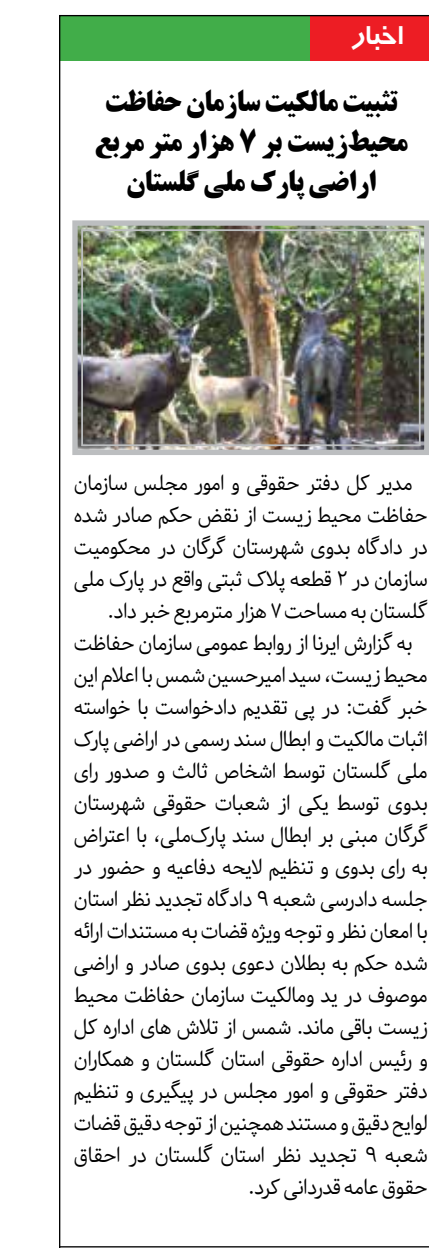 اخبار
تثبیت مالکیت سازمان حفاظت
محیط‌زیست بر ۷ هزار متر مربع
اراضی پارک ملی گلستان
مدیر کل دفتر حقوقی و امور مجلس سازمان
حفاظت محیط زیست از نقض حکم صادر شده
در دادگاه بدوی شهرستان گرگان در محکومیت
سازمان در ۲ قطعه پلاک ثبتی واقع در پارک ملی
گلستان به مساحت ۷ هزار مترمربع خبر داد.
به گزارش ایرنا از روابط عمومی سازمان حفاظت
محیط زیست، سید امیرحسین شمس با اعلام این
خبر گفت: در پی تقدیم دادخواست با خواسته
اثبات مالکیت و ابطال سند رسمی در اراضی پارک
ملی گلستان توسط اشخاص ثالث و صدور رای
بدوی توسط یکی از شعبات حقوقی شهرستان
گرگان مبنی بر ابطال سند پارک‌ملی، با اعتراض
به رای بدوی و تنظیم لایحه دفاعیه و حضور در
جلسه دادرسی شعبه ۹ دادگاه تجدید نظر استان
با امعان نظر و توجه ویژه قضات به مستندات ارائه
شده حکم به بطلان دعوی بدوی صادر و اراضی
موصوف در ید ومالکیت سازمان حفاظت محیط
زیست باقی ماند. شمس از تلاش های اداره کل
و رئیس اداره حقوقی استان گلستان و همکاران
دفتر حقوقی و امور مجلس در پیگیری و تنظیم
لوایح دقیق و مستند همچنین از توجه دقیق قضات
شعبه ۹ تجدید نظر استان گلستان در احقاق
حقوق عامه قدردانی کرد.